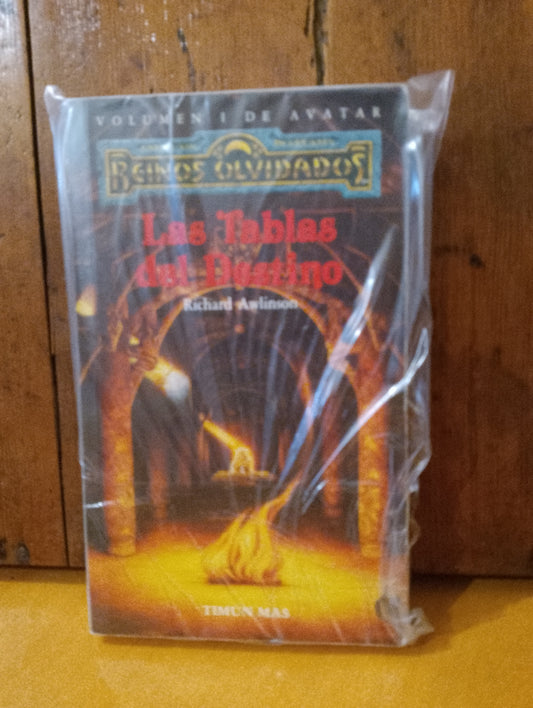 VOLUMEN I DE AVATAR
REINOS OLVIDADOS
Las Tablas
del Destino
Richard Awlinson
TIMUN MAS